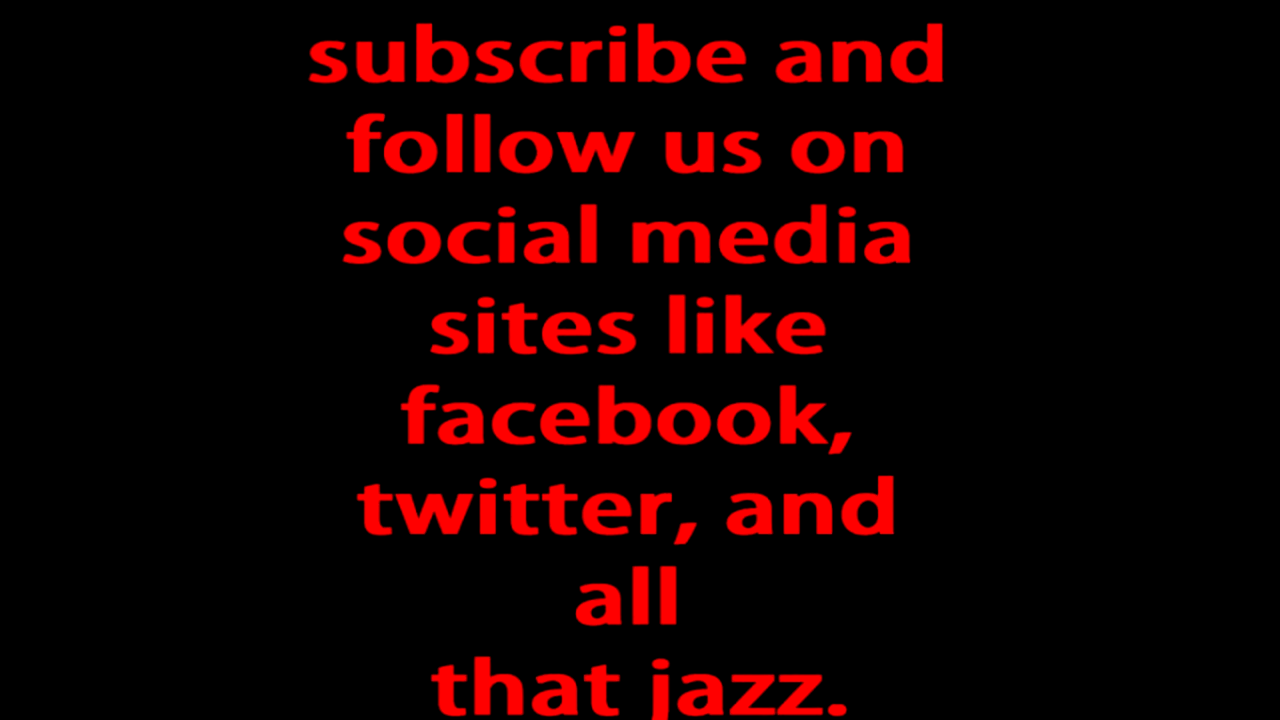 subscribe and
follow us on
social media
sites like
facebook,
twitter, and
all
that jazz.